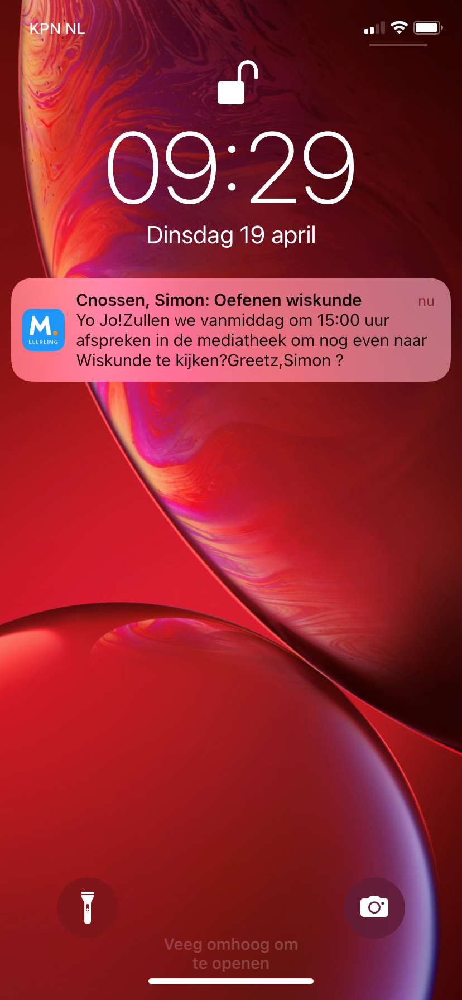 KPN NL
09:29
Dinsdag 19 april
Cnossen, Simon: Oefenen wiskunde nu
Yo Jo!Zullen we vanmiddag om 15:00 uur
afspreken in de mediatheek om nog even naar
Wiskunde te kijken?Greetz,Simon ?
M.
LEERLING
Veeg omhoog om
te openen